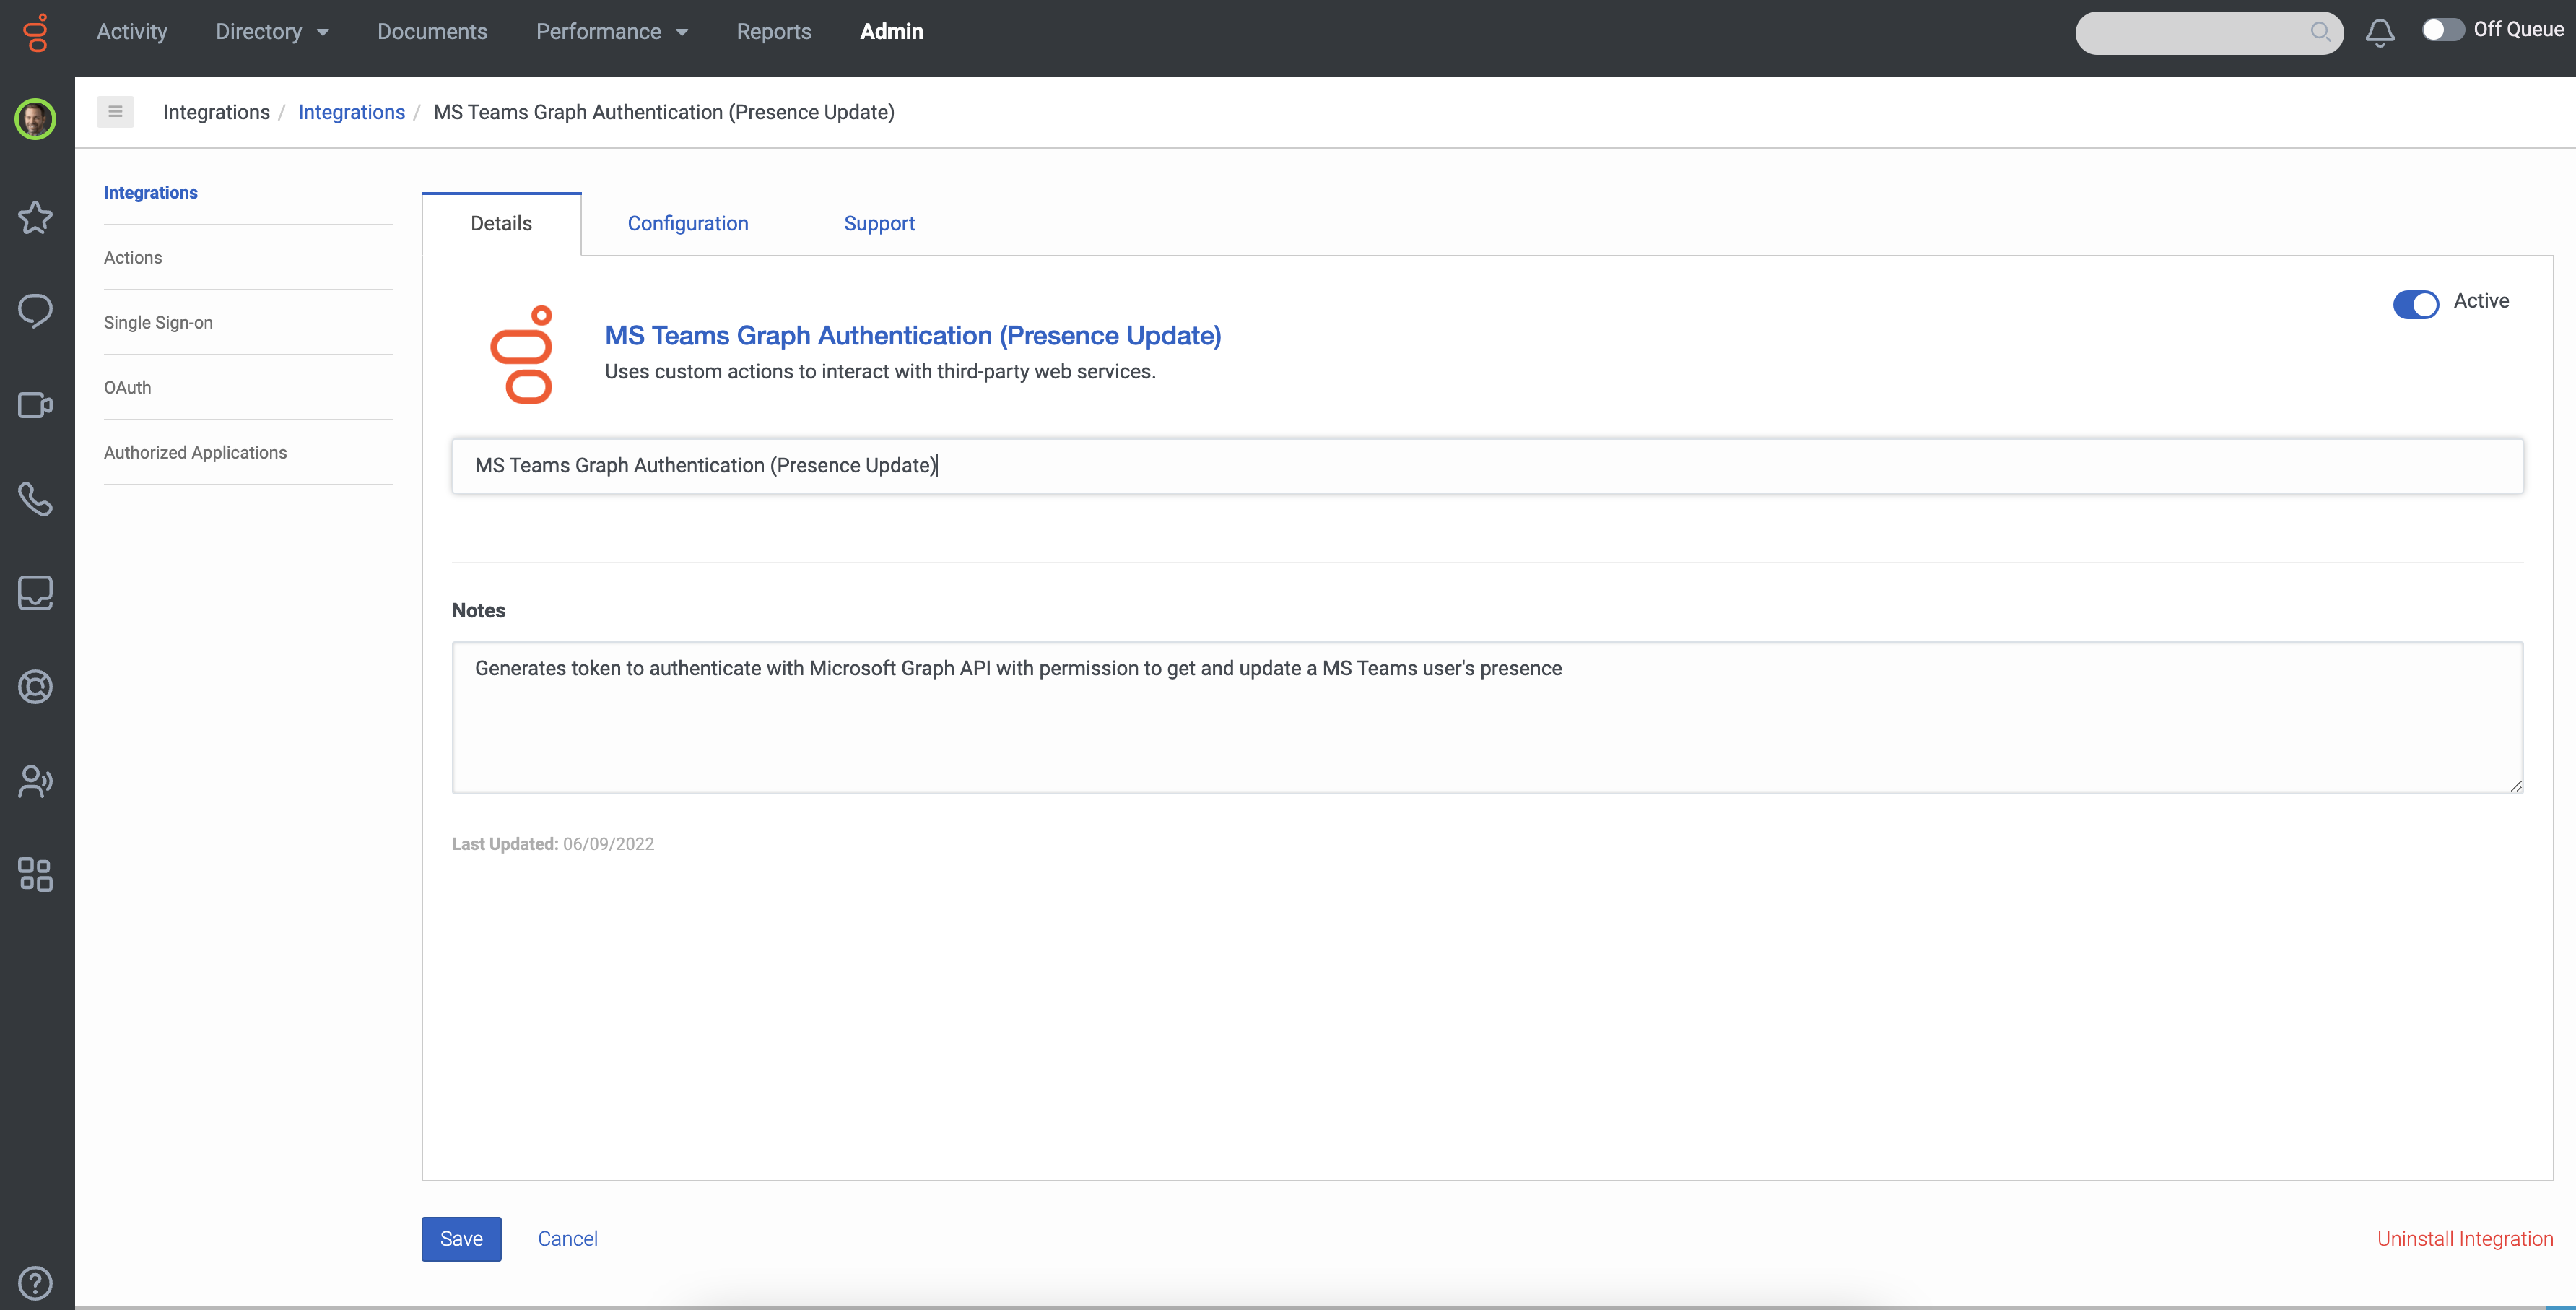 Activity Directory Documents Performance Reports Admin Off Queue
Integrations / Integrations / MS Teams Graph Authentication (Presence Update)
Integrations
Actions
Single Sign-on
OAuth
Authorized Applications
Details Configuration Support
Active
MS Teams Graph Authentication (Presence Update)
Uses custom actions to interact with third-party web services.
MS Teams Graph Authentication (Presence Update)
Notes
Generates token to authenticate with Microsoft Graph API with permission to get and update a MS Teams user's presence
Last Updated: 06/09/2022
Save Cancel Uninstall Integration